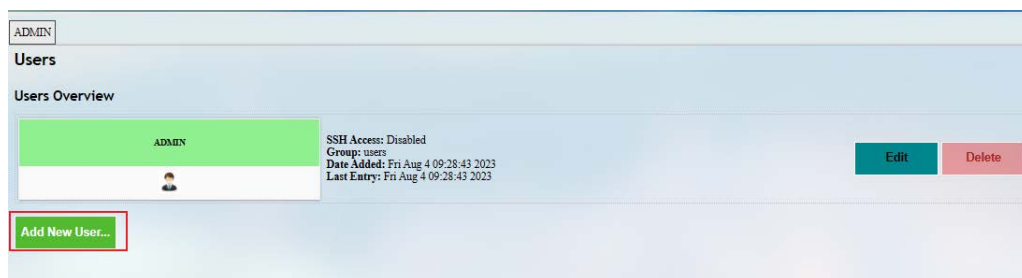 ADMIN
Users
Users Overview
ADMIN
SSH Access: Disabled
Group: users
Date Added: Fri Aug 4 09:28:43 2023
Last Entry: Fri Aug 4 09:28:43 2023
Edit
Delete
Add New User...